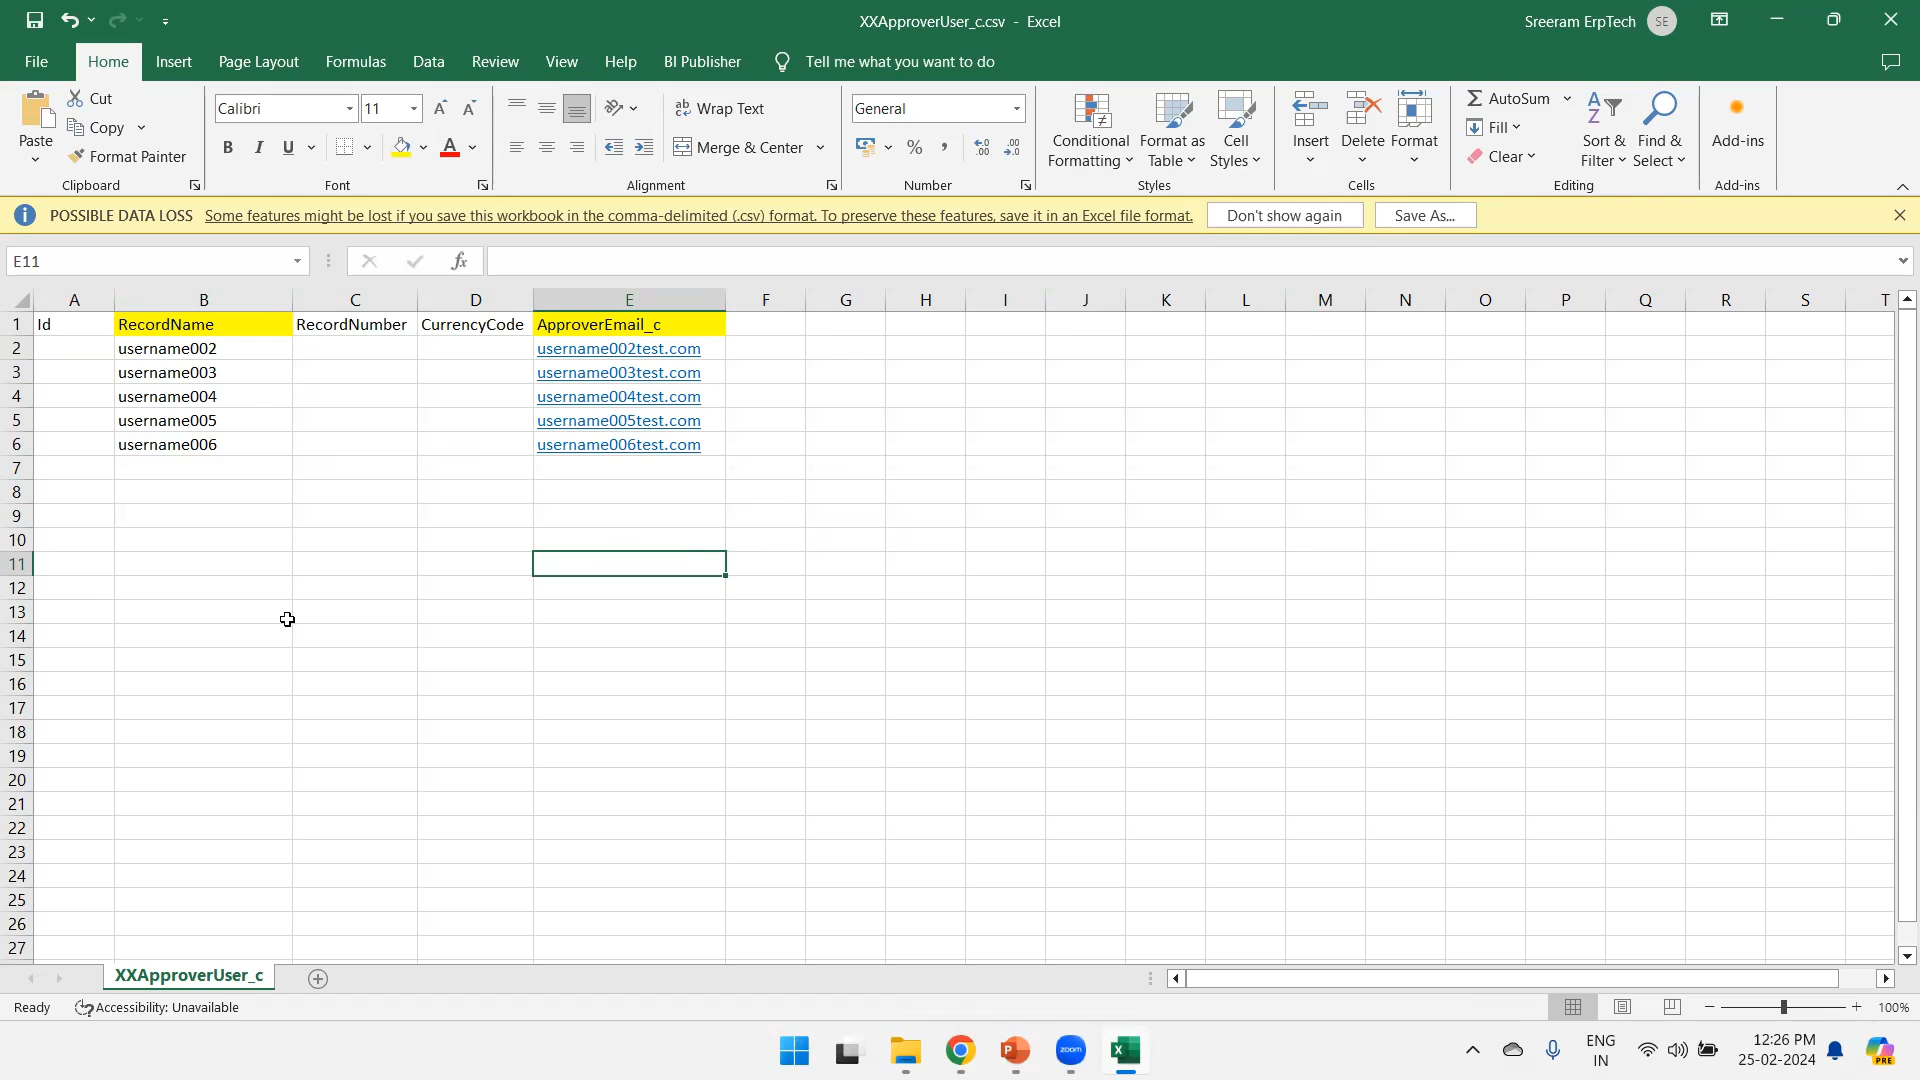 XXApproverUser_c.csv - Excel
Sreeram ErpTech SE
File Home Insert Page Layout Formulas Data Review View Help BI Publisher Tell me what you want to do
Paste
Cut
Copy
Format Painter
Clipboard
Calibri 11
B I U
Font
Wrap Text
Merge & Center
Alignment
General
Number
Conditional Formatting
Format as Table
Cell Styles
Styles
Insert Delete Format
Cells
AutoSum
Fill
Clear
Sort & Filter
Find & Select
Editing
Add-ins
Add-ins
POSSIBLE DATA LOSS Some features might be lost if you save this workbook in the comma-delimited (.csv) format. To preserve these features, save it in an Excel file format. Don't show again Save As...
E11 fx
A B C D E F G H I J K L M N O P Q R S T
1 Id RecordName RecordNumber CurrencyCode ApproverEmail_c
2 username002 username002test.com
3 username003 username003test.com
4 username004 username004test.com
5 username005 username005test.com
6 username006 username006test.com
7
8
9
10
11
12
13
14
15
16
17
18
19
20
21
22
23
24
25
26
27
XXApproverUser_c
Ready Accessibility: Unavailable 100%
zoom
ENG
IN
12:26 PM
25-02-2024
PRE